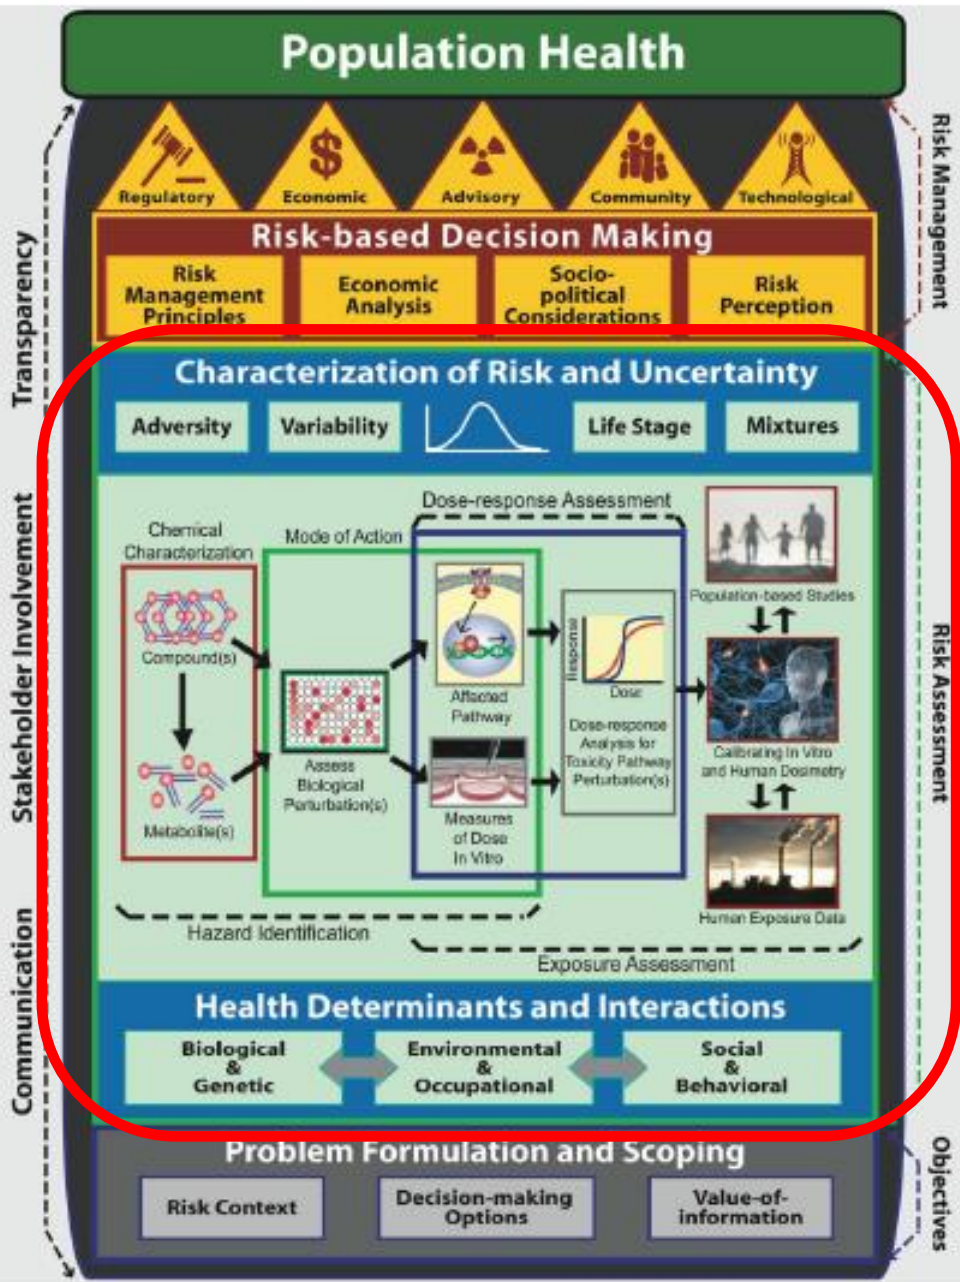 Population Health
Regulatory
Economic
Advisory
Community
Technological
Risk-based Decision Making
Risk
Management
Principles
Economic
Analysis
Socio-
political
Considerations
Risk
Perception
Characterization of Risk and Uncertainty
Adversity
Variability
Life Stage
Mixtures
Dose-response Assessment
Chemical
Characterization
Mode of Action
Compound(s)
Metabolite(s)
Assess
Biological
Perturbation(s)
Affected
Pathway
Measures
of Dose
In Vitro
Response
Dose
Dose-response
Analysis for
Toxicity Pathway
Perturbation(s)
Population-based Studies
Calibrating In Vitro
and Human Dosimetry
Human Exposure Data
Hazard Identification
Exposure Assessment
Health Determinants and Interactions
Biological
&
Genetic
Environmental
&
Occupational
Social
&
Behavioral
Problem Formulation and Scoping
Risk Context
Decision-making
Options
Value-of-
information
Transparency
Stakeholder Involvement
Communication
Risk Management
Risk Assessment
Objectives